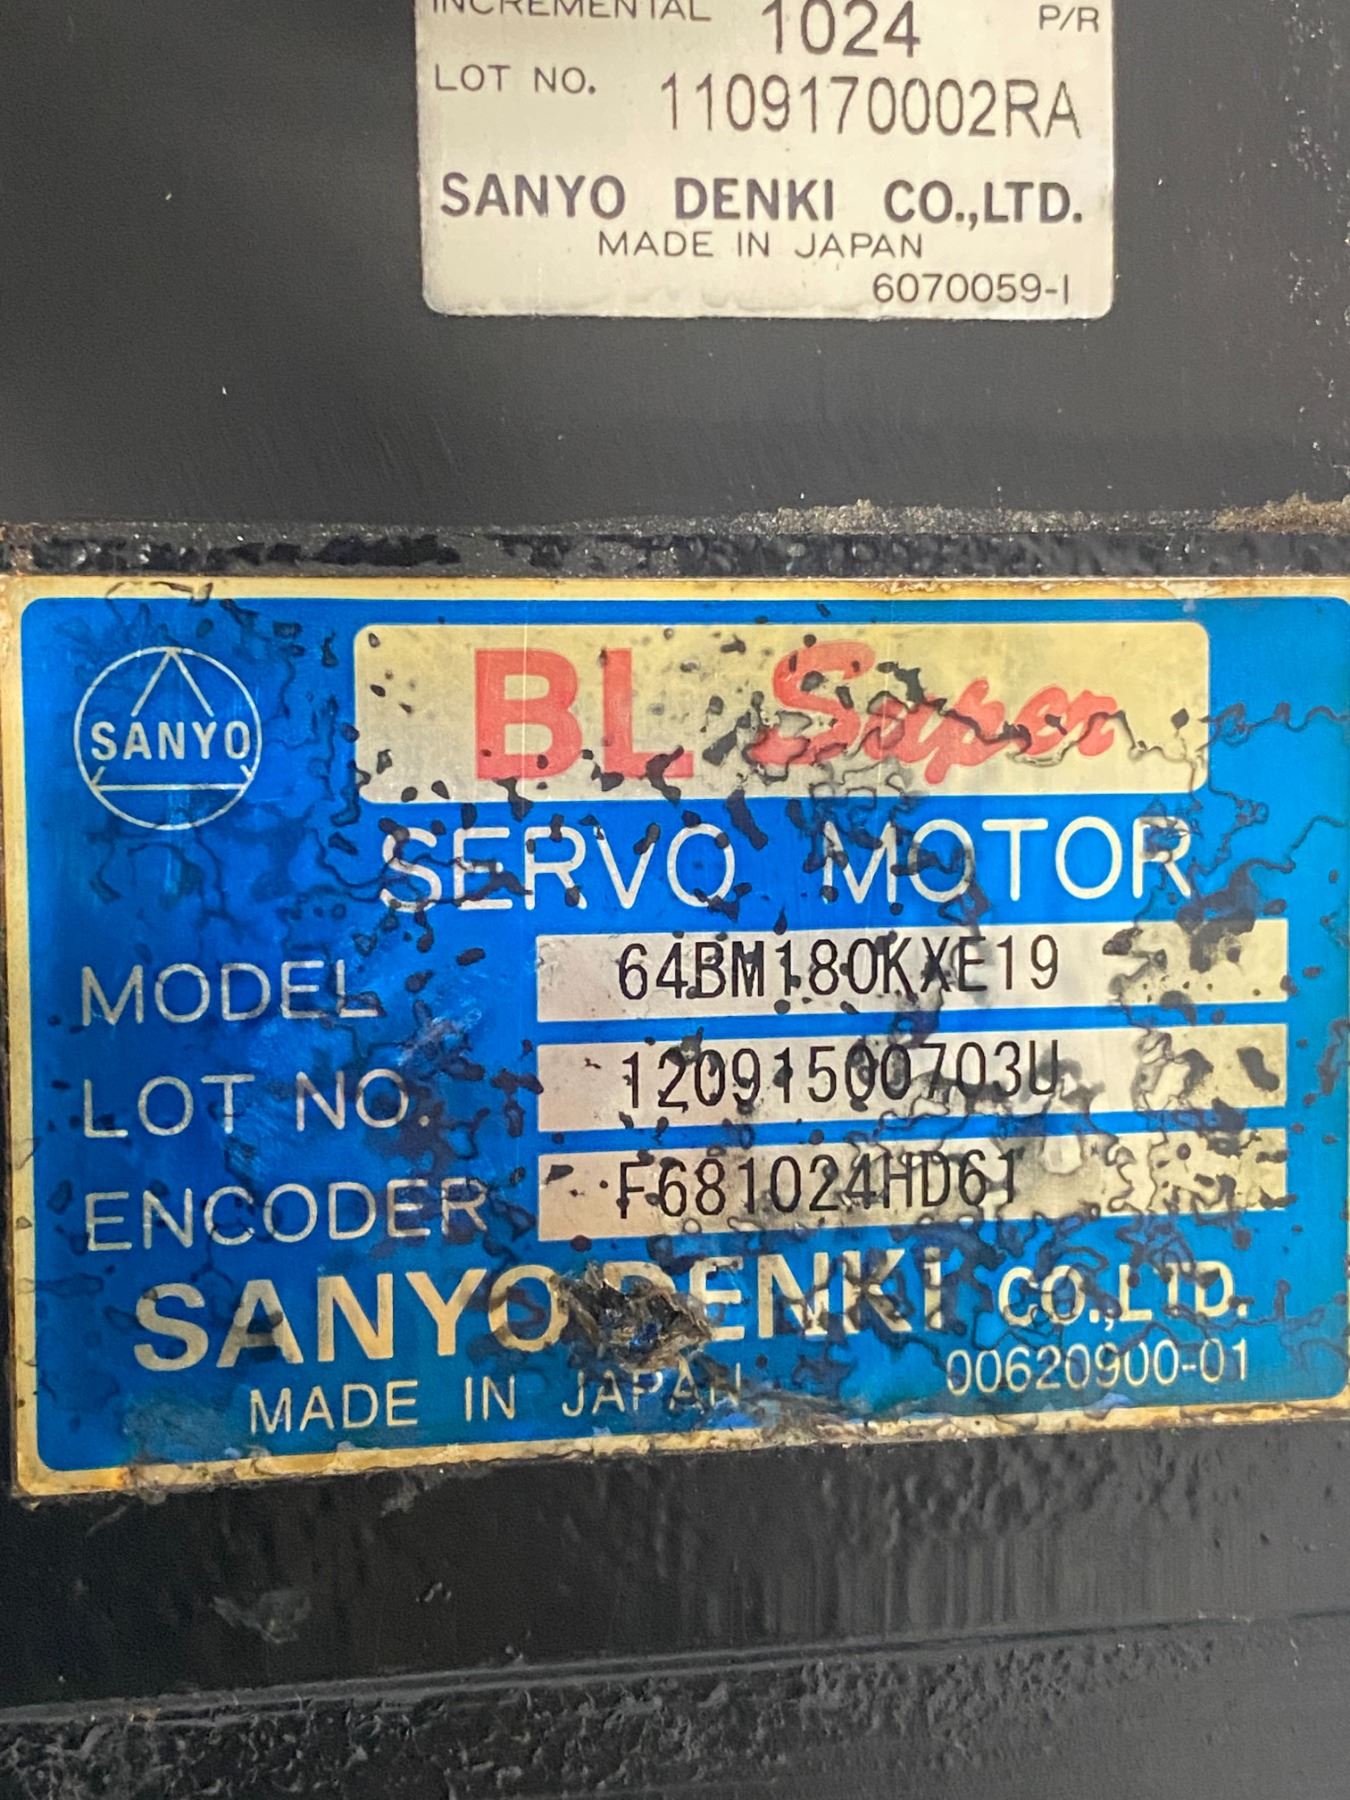 INCREMENTAL 1024 P/R
LOT NO. 1109170002RA
SANYO DENKI CO.,LTD.
MADE IN JAPAN
6070059-I
SANYO
BL Super
SERVO MOTOR
MODEL 64BM180KXE19
LOT NO. 12091500703U
ENCODER F681024HD61
SANYO DENKI CO.,LTD.
MADE IN JAPAN 00620900-01